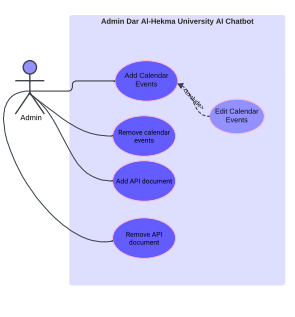 Admin Dar Al-Hekma University AI Chatbot
Add Calendar
Events
Edit Calendar
Events
Admin
Remove calendar
events
Add API document
Remove API
document